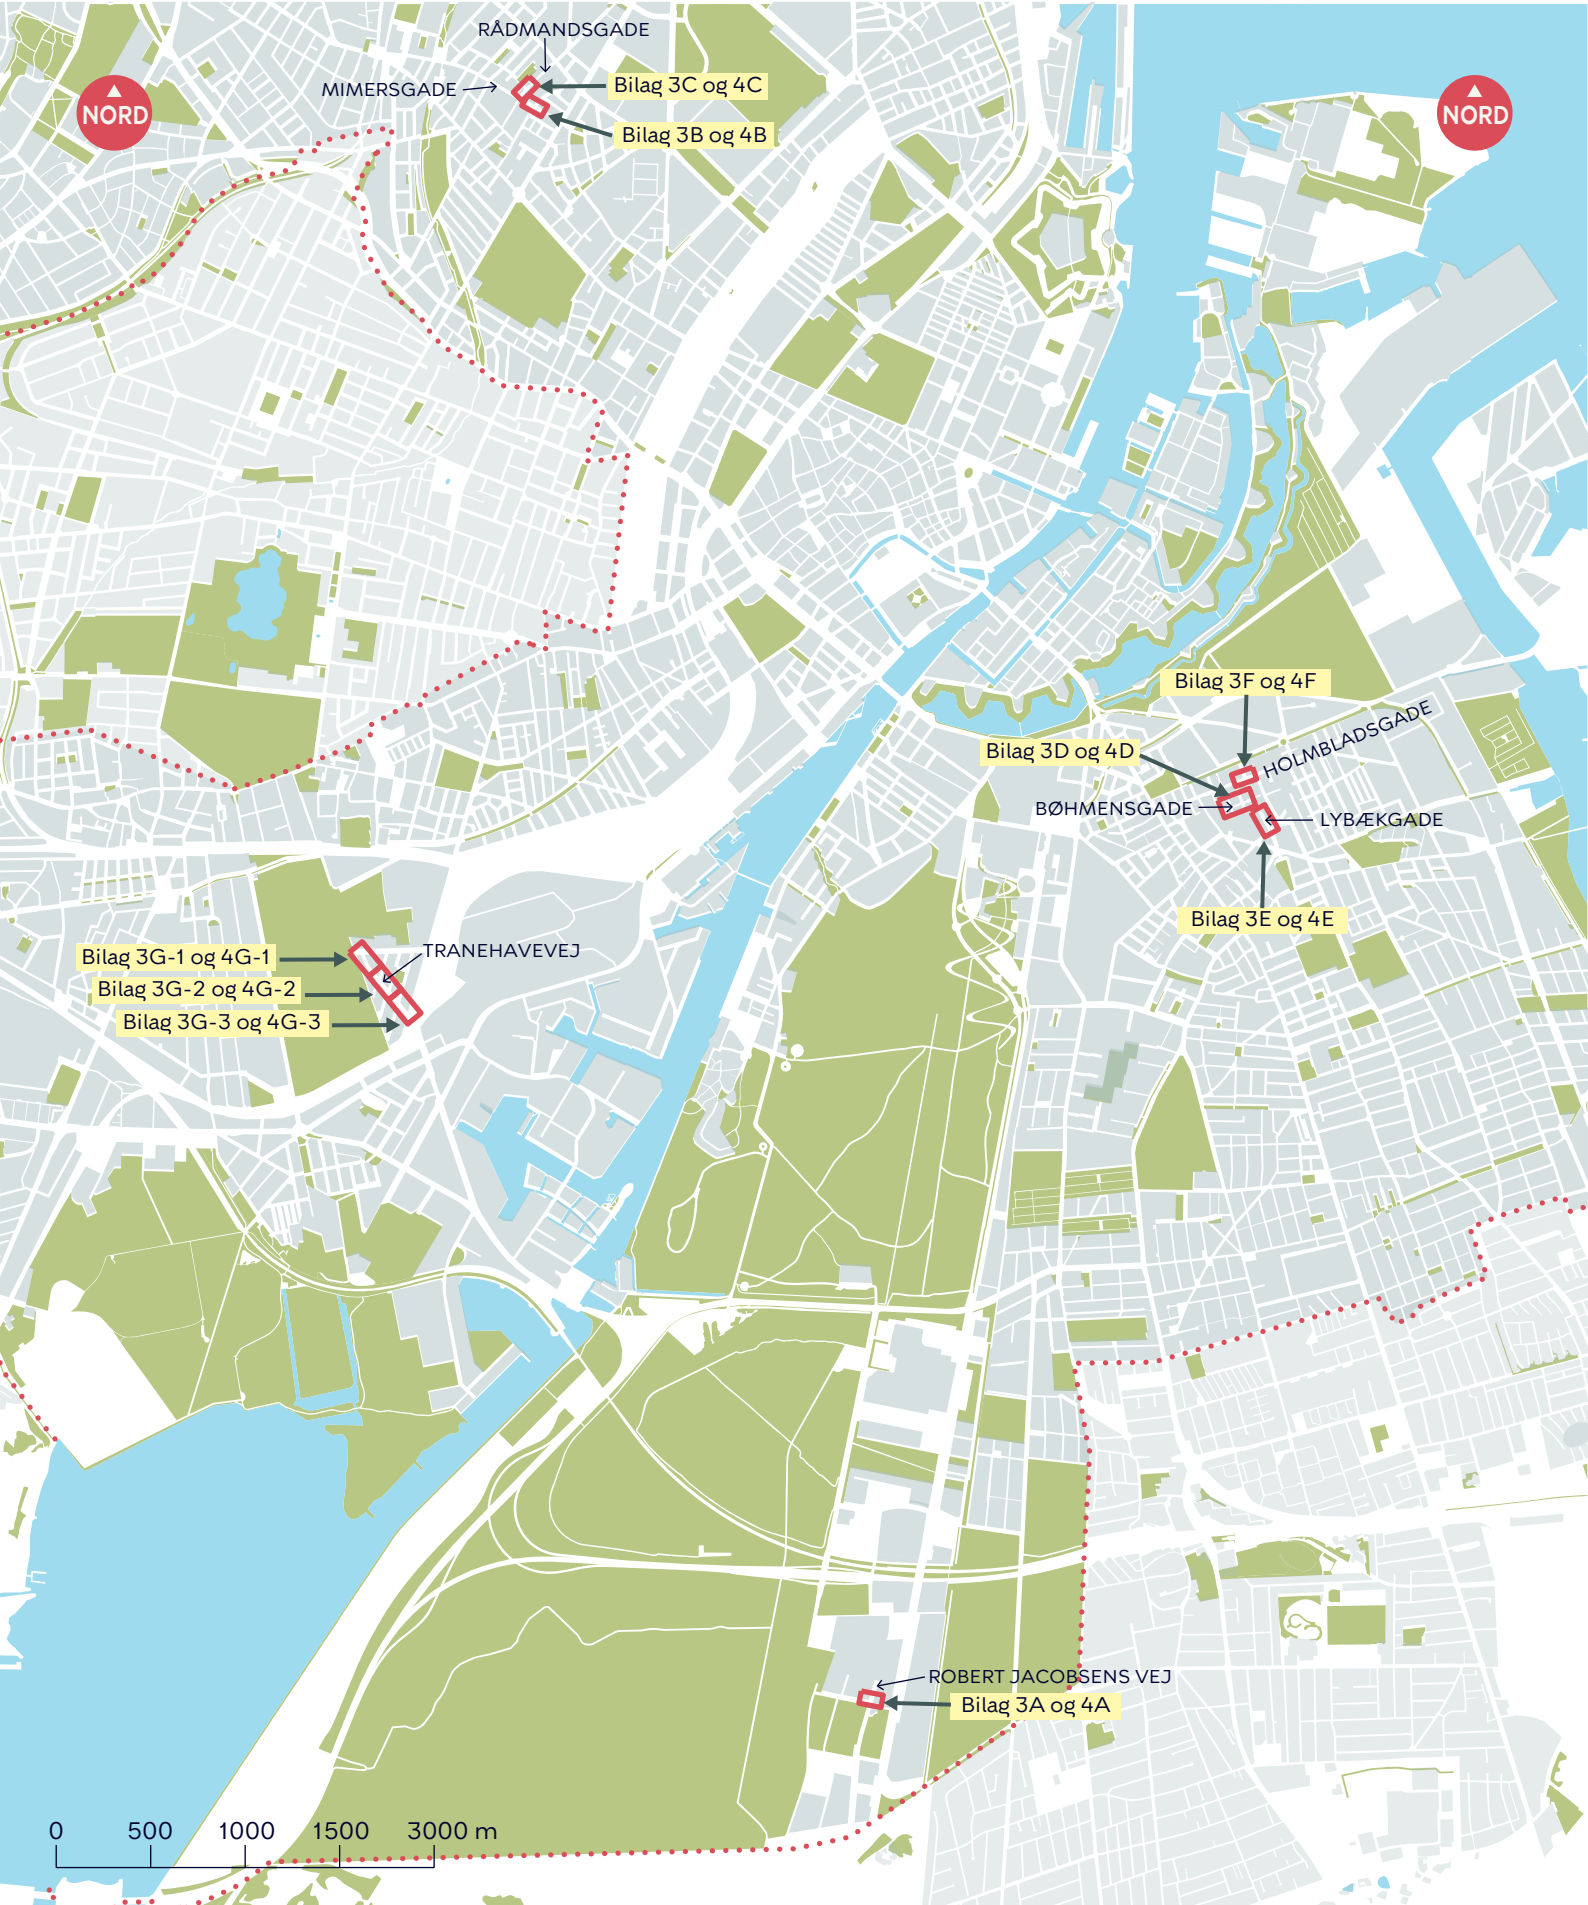 RÅDMANDSGADE
MIMERSGADE
Bilag 3C og 4C
NORD
NORD
Bilag 3B og 4B
Bilag 3F og 4F
HOLMBLADSGADE
Bilag 3D og 4D
BØHMENSGADE
LYBÆKGADE
Bilag 3E og 4E
TRANEHAVEVEJ
Bilag 3G-1 og 4G-1
Bilag 3G-2 og 4G-2
Bilag 3G-3 og 4G-3
ROBERT JACOBSENS VEJ
Bilag 3A og 4A
0 500 1000 1500 3000 m